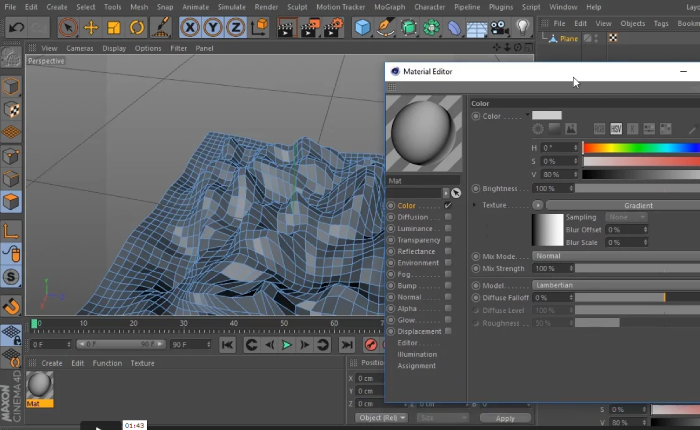 File Edit Create Select Tools Mesh Snap Animate Simulate Render Sculpt Motion Tracker MoGraph Character Pipeline Plugins Script Window Help
File Edit View Objects Tags
View Cameras Display Options Filter Panel
Plane
Perspective
Material Editor
Mat
Color
Diffusion
Luminance
Transparency
Reflectance
Environment
Fog
Bump
Normal
Alpha
Glow
Displacement
Editor
Illumination
Assignment
Color
Color
H 0 °
S 0 %
V 80 %
Brightness 100 %
Texture Gradient
Sampling None
Blur Offset 0 %
Blur Scale 0 %
Mix Mode Normal
Mix Strength 100 %
Model Lambertian
Diffuse Falloff 0 %
Diffuse Level 100 %
Roughness 50 %
0 10 20 30 40 50 60
0 F 0 F 90 F 90 F
Create Edit Function Texture
Mat
X 0 cm
Y 0 cm
Z 0 cm
Object (Rel) Size Apply
S 0 %
V 80 %
MAXON
CINEMA 4D
01:43